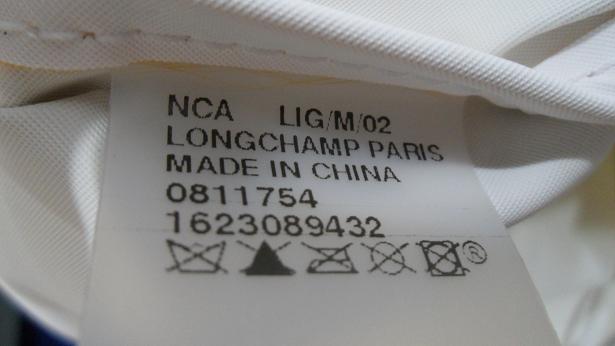 NCA LIG/M/02
LONGCHAMP PARIS
MADE IN CHINA
0811754
1623089432
®